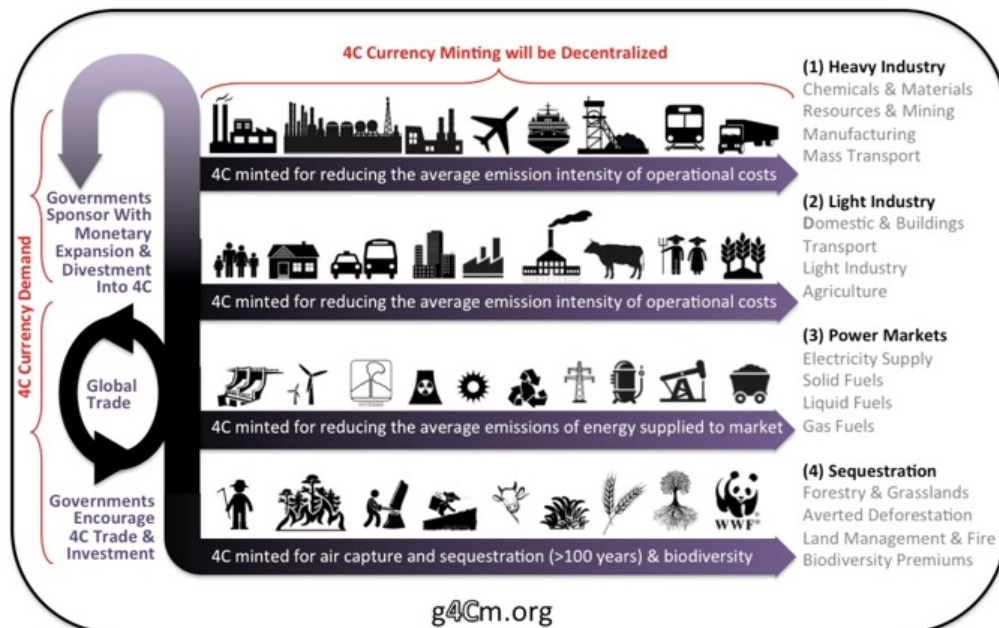 4C Currency Minting will be Decentralized
4C Currency Demand
Governments
Sponsor With
Monetary
Expansion &
Divestment
Into 4C
Global
Trade
Governments
Encourage
4C Trade &
Investment
4C minted for reducing the average emission intensity of operational costs
(1) Heavy Industry
Chemicals & Materials
Resources & Mining
Manufacturing
Mass Transport
4C minted for reducing the average emission intensity of operational costs
(2) Light Industry
Domestic & Buildings
Transport
Light Industry
Agriculture
4C minted for reducing the average emissions of energy supplied to market
(3) Power Markets
Electricity Supply
Solid Fuels
Liquid Fuels
Gas Fuels
WWF®
4C minted for air capture and sequestration (>100 years) & biodiversity
(4) Sequestration
Forestry & Grasslands
Averted Deforestation
Land Management & Fire
Biodiversity Premiums
g4Cm.org